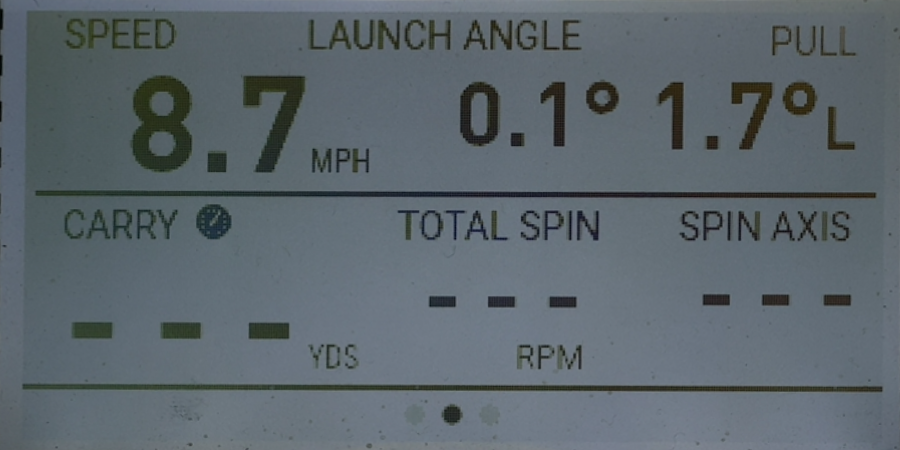 SPEED LAUNCH ANGLE PULL
8.7 MPH 0.1° 1.7° L
CARRY TOTAL SPIN SPIN AXIS
--- YDS --- RPM ---